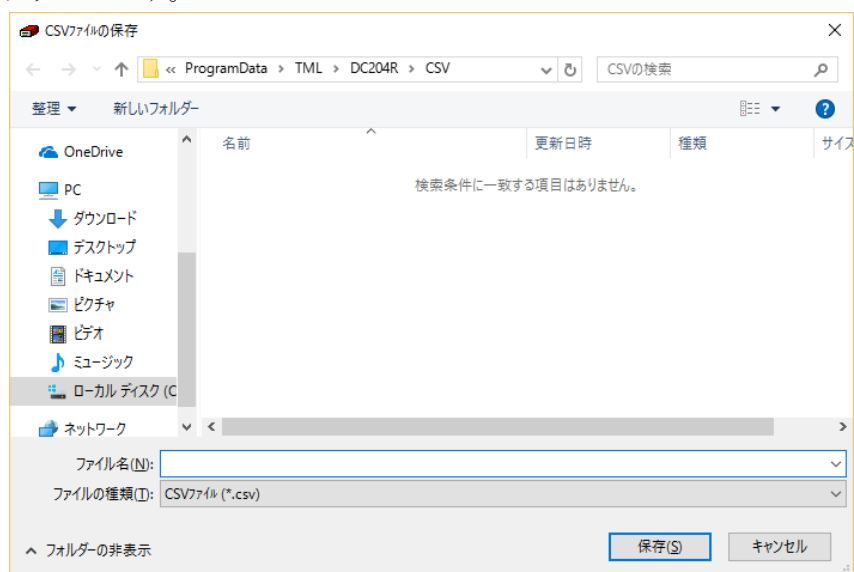 CSVﾌｧｲﾙの保存
« ProgramData > TML > DC204R > CSV
CSVの検索
整理
新しいフォルダー
名前
更新日時
種類
サイズ
検索条件に一致する項目はありません。
OneDrive
PC
ダウンロード
デスクトップ
ドキュメント
ピクチャ
ビデオ
ミュージック
ローカル ディスク (C
ネットワーク
ファイル名(N):
ファイルの種類(T): CSVﾌｧｲﾙ (*.csv)
フォルダーの非表示
保存(S)
キャンセル